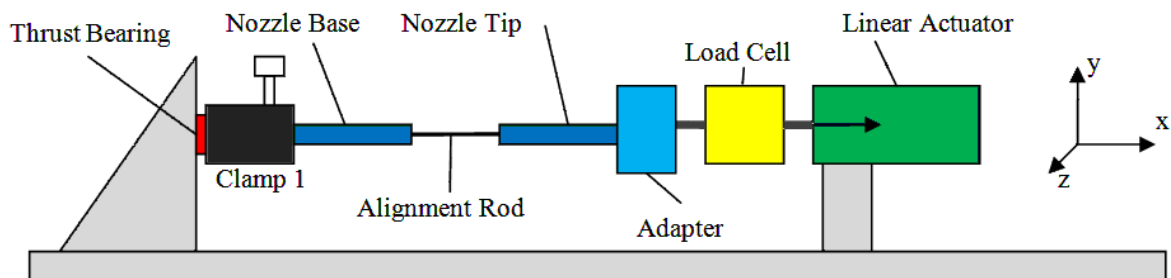 Thrust Bearing
Nozzle Base
Nozzle Tip
Load Cell
Linear Actuator
Clamp 1
Alignment Rod
Adapter
y
x
z